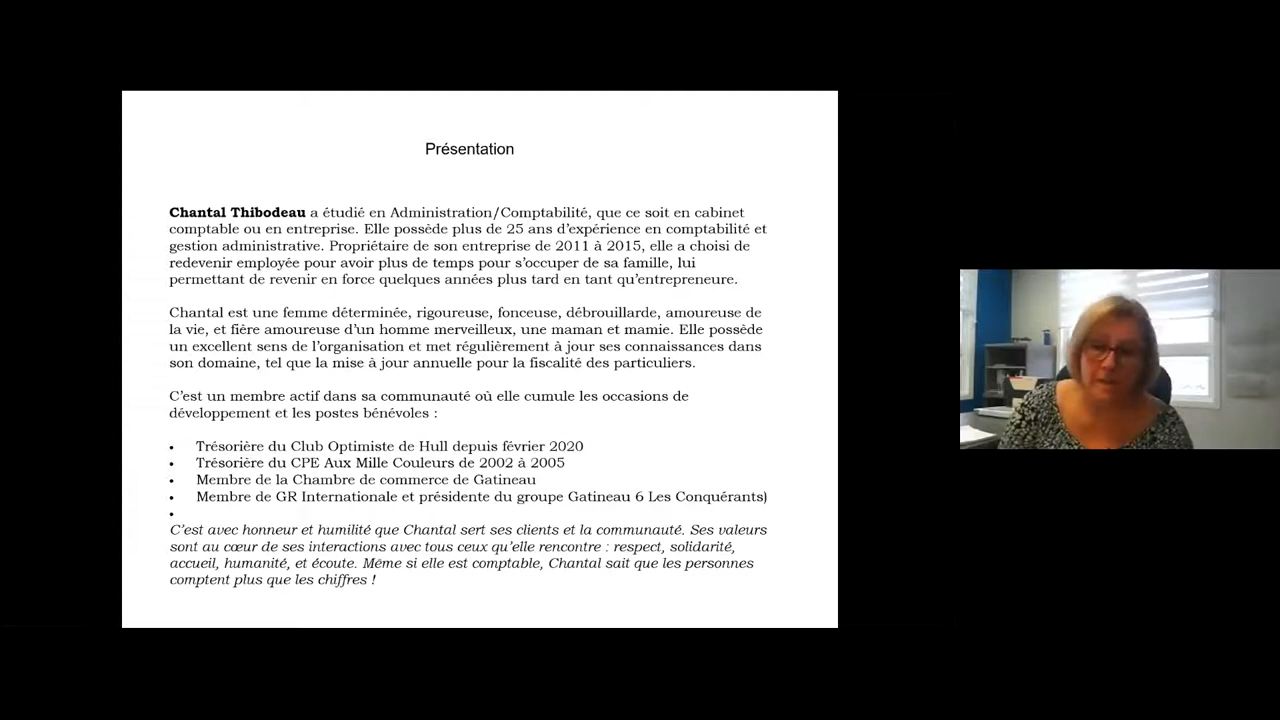 Présentation
Chantal Thibodeau a étudié en Administration/Comptabilité, que ce soit en cabinet
comptable ou en entreprise. Elle possède plus de 25 ans d'expérience en comptabilité et
gestion administrative. Propriétaire de son entreprise de 2011 à 2015, elle a choisi de
redevenir employée pour avoir plus de temps pour s'occuper de sa famille, lui
permettant de revenir en force quelques années plus tard en tant qu'entrepreneure.
Chantal est une femme déterminée, rigoureuse, fonceuse, débrouillarde, amoureuse de
la vie, et fière amoureuse d'un homme merveilleux, une maman et mamie. Elle possède
un excellent sens de l'organisation et met régulièrement à jour ses connaissances dans
son domaine, tel que la mise à jour annuelle pour la fiscalité des particuliers.
C'est un membre actif dans sa communauté où elle cumule les occasions de
développement et les postes bénévoles :
• Trésorière du Club Optimiste de Hull depuis février 2020
• Trésorière du CPE Aux Mille Couleurs de 2002 à 2005
• Membre de la Chambre de commerce de Gatineau
• Membre de GR Internationale et présidente du groupe Gatineau 6 Les Conquérants)
•
C'est avec honneur et humilité que Chantal sert ses clients et la communauté. Ses valeurs
sont au cœur de ses interactions avec tous ceux qu'elle rencontre : respect, solidarité,
accueil, humanité, et écoute. Même si elle est comptable, Chantal sait que les personnes
comptent plus que les chiffres !